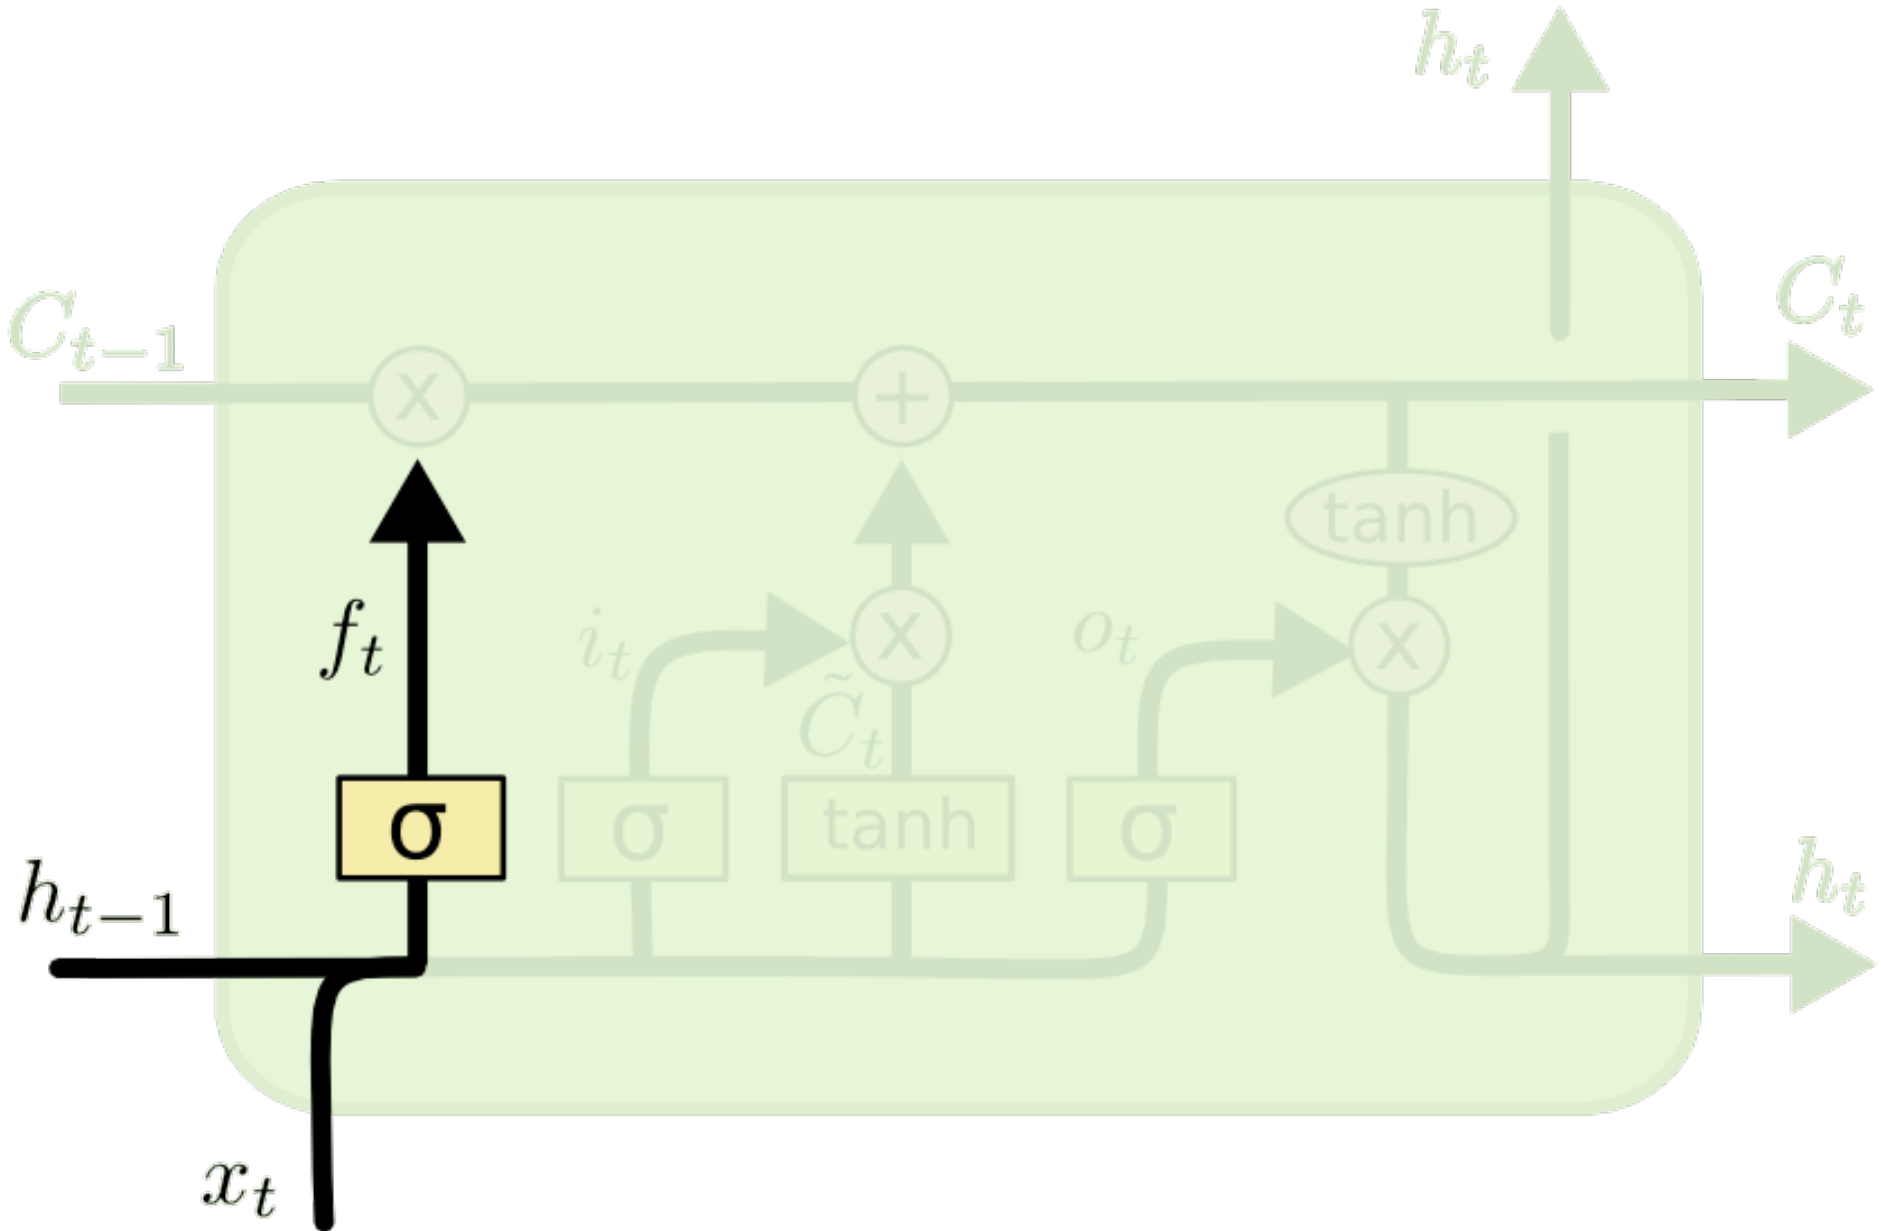 h_t
C_{t-1}
C_t
x
+
tanh
f_t
i_t
x
o_t
x
C̃_t
σ
σ
tanh
σ
h_{t-1}
h_t
x_t